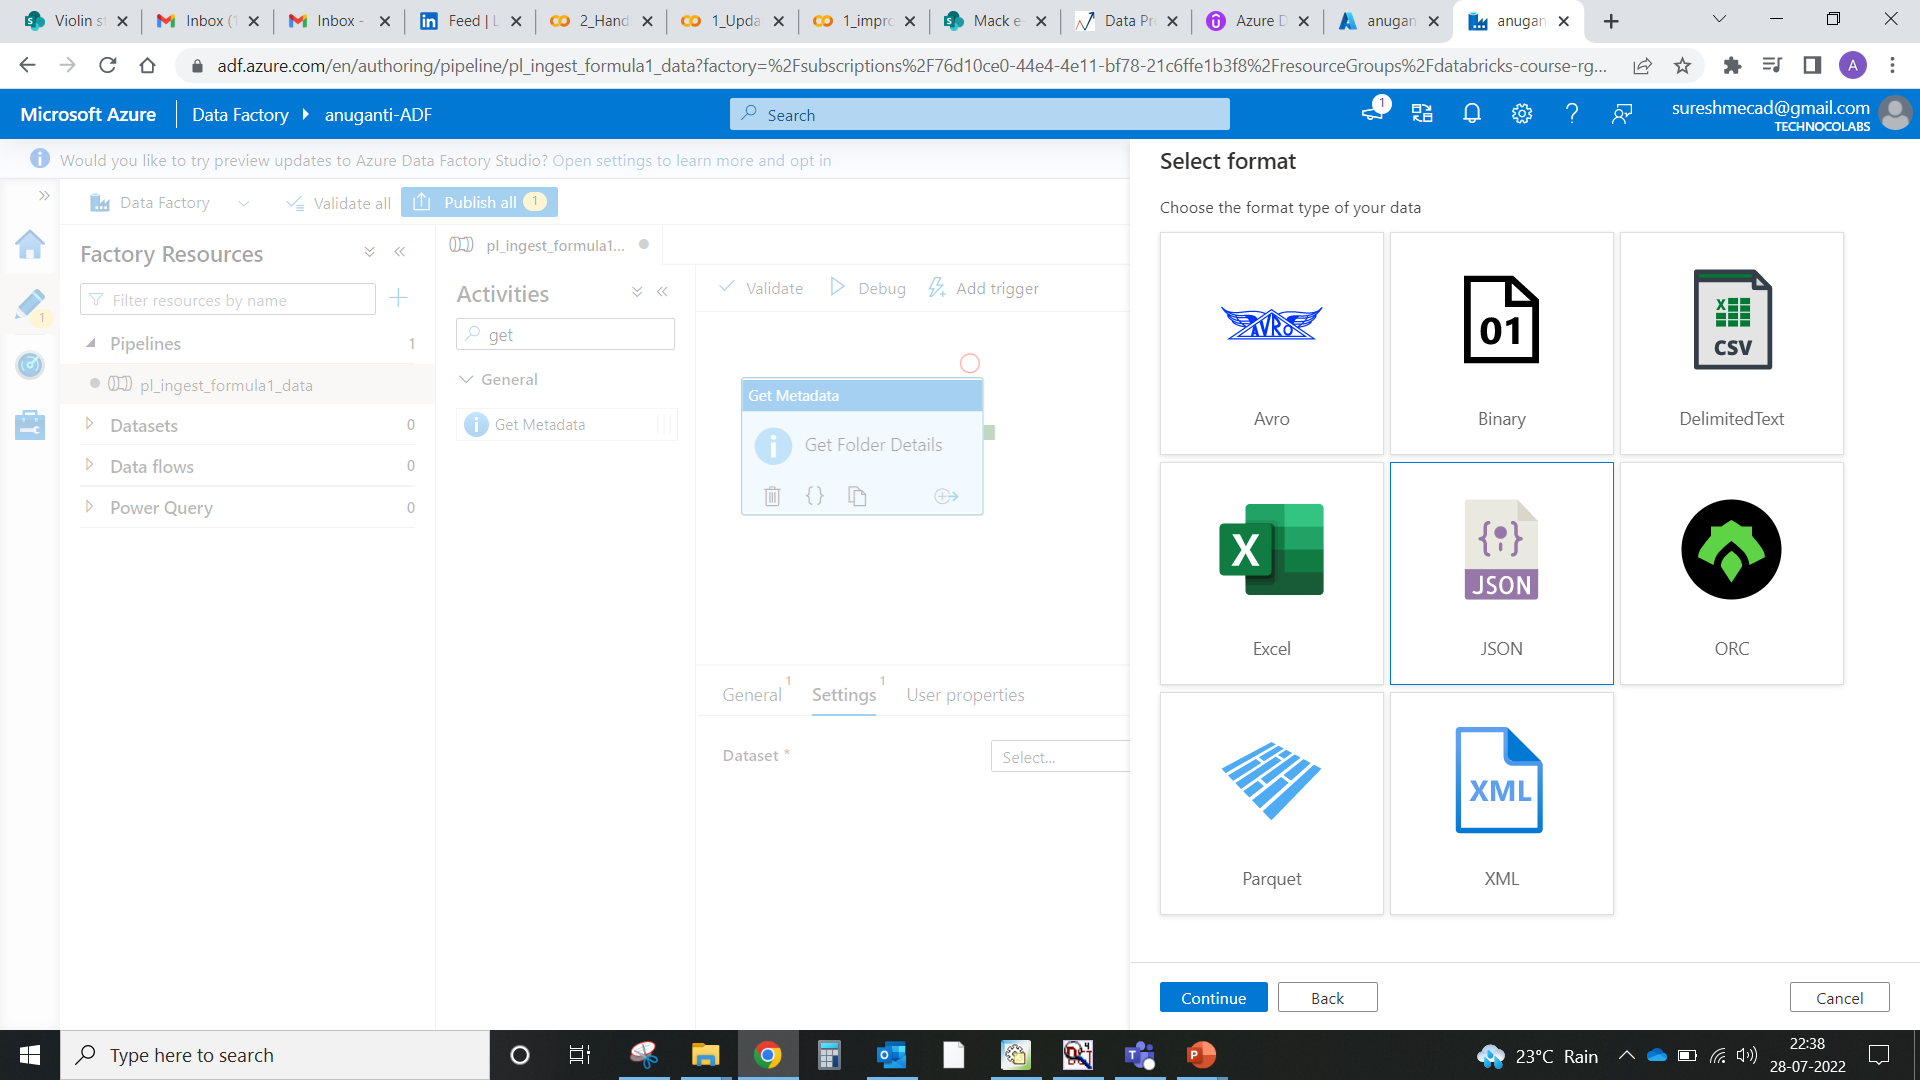 Violin st
Inbox (1
Inbox -
Feed | L
2_Handl
1_Upda
1_impro
Mack e-
Data Pre
Azure D
anugan
anugan
adf.azure.com/en/authoring/pipeline/pl_ingest_formula1_data?factory=%2Fsubscriptions%2F76d10ce0-44e4-4e11-bf78-21c6ffe1b3f8%2FresourceGroups%2Fdatabricks-course-rg...
A
Microsoft Azure
Data Factory
anuganti-ADF
Search
1
sureshmecad@gmail.com
TECHNOCOLABS
Would you like to try preview updates to Azure Data Factory Studio? Open settings to learn more and opt in
Data Factory
Validate all
Publish all 1
Factory Resources
Filter resources by name
1
Pipelines 1
pl_ingest_formula1_data
Datasets 0
Data flows 0
Power Query 0
pl_ingest_formula1...
Activities
get
General
Get Metadata
Validate
Debug
Add trigger
Get Metadata
Get Folder Details
General 1
Settings 1
User properties
Dataset *
Select...
Select format
Choose the format type of your data
AVRO
Avro
01
Binary
X
CSV
DelimitedText
X
Excel
JSON
JSON
ORC
Parquet
XML
XML
Continue
Back
Cancel
Type here to search
23°C Rain
22:38
28-07-2022